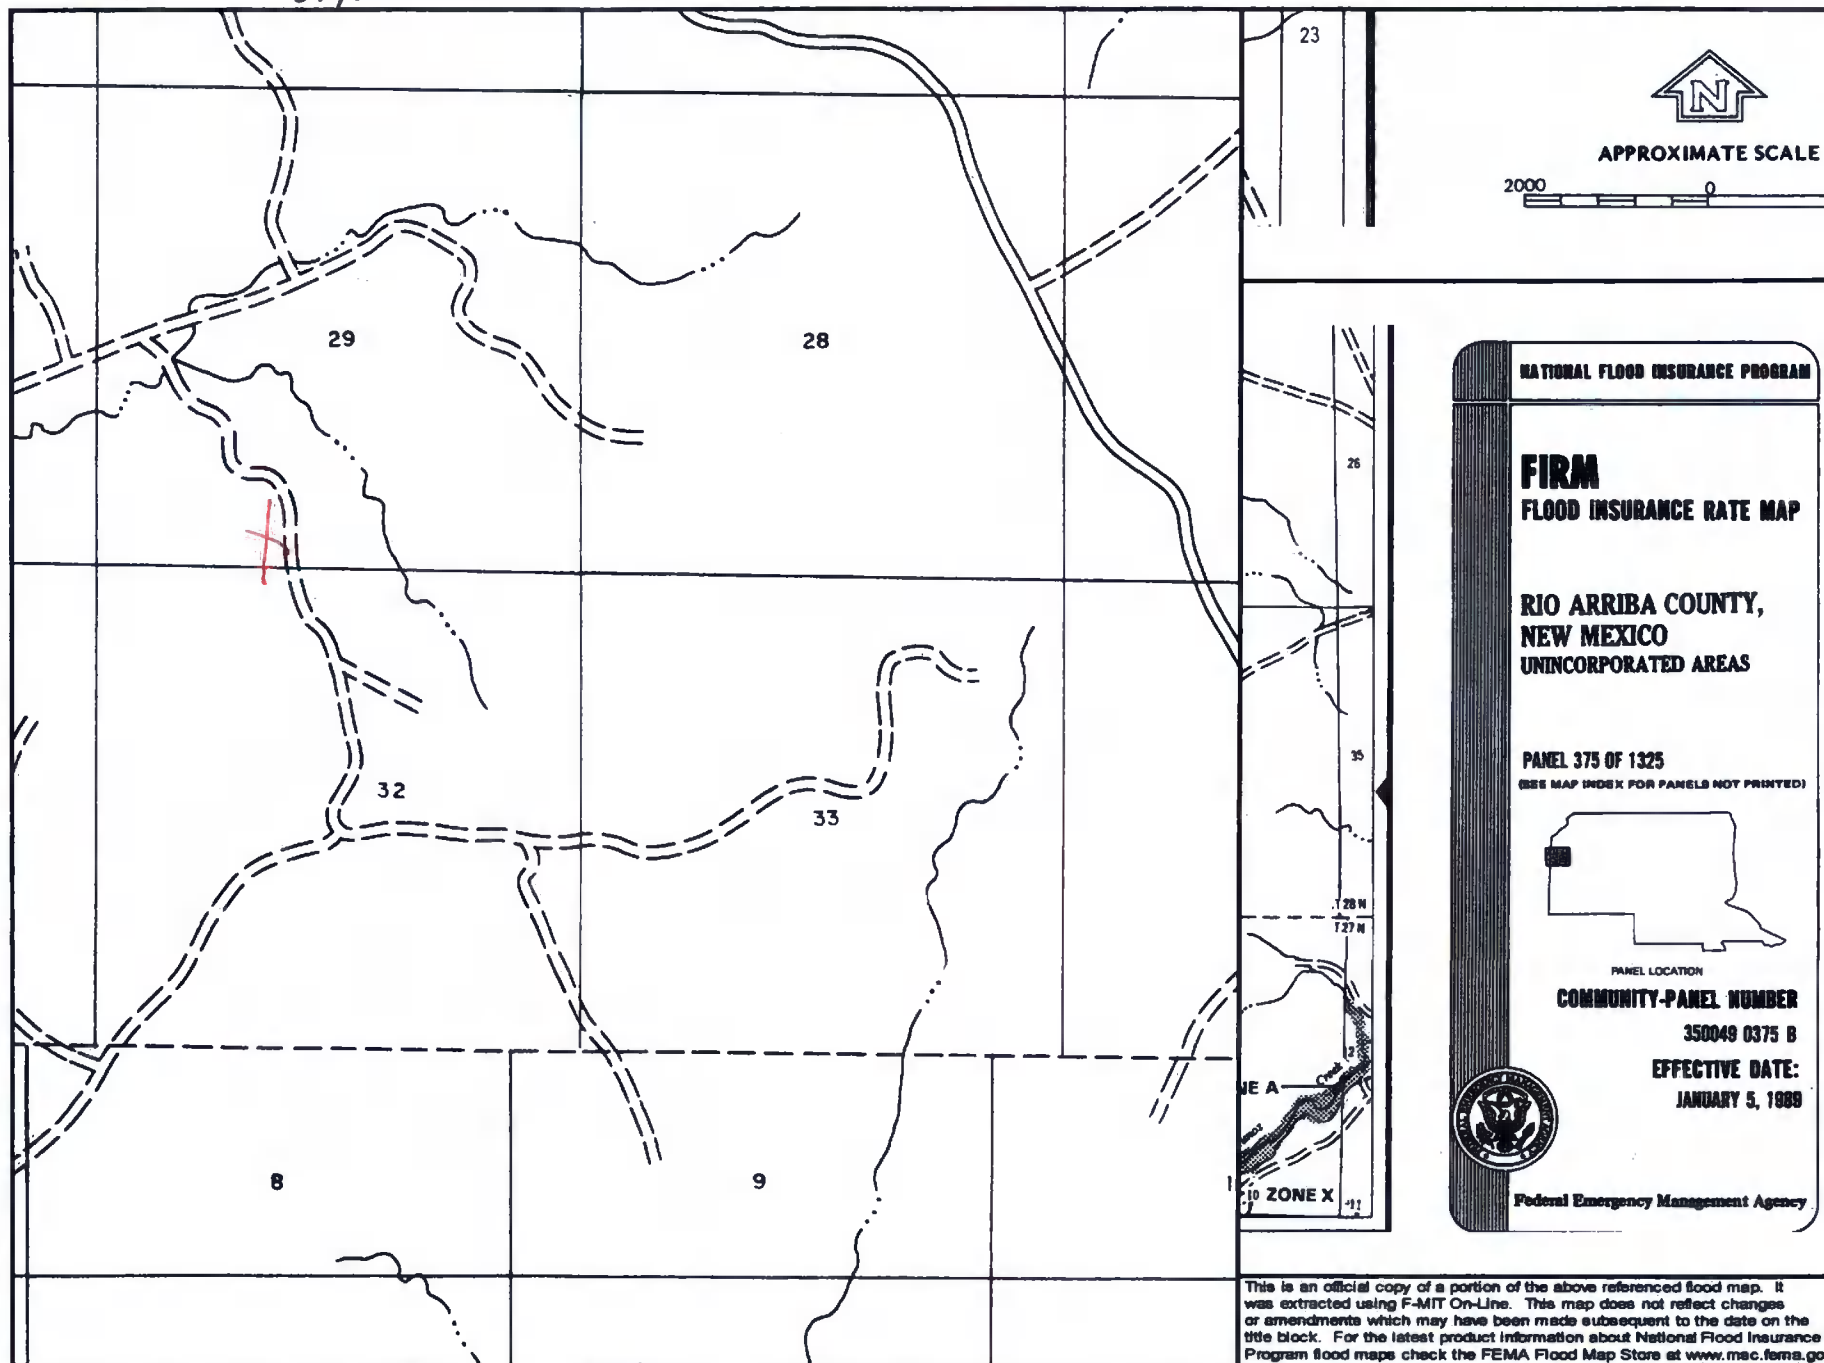 23
APPROXIMATE SCALE
2000 0
29
28
26
NATIONAL FLOOD INSURANCE PROGRAM
FIRM
FLOOD INSURANCE RATE MAP
RIO ARRIBA COUNTY,
NEW MEXICO
UNINCORPORATED AREAS
32
33
35
PANEL 375 OF 1325
(SEE MAP INDEX FOR PANELS NOT PRINTED)
T 28 N
T 27 N
PANEL LOCATION
COMMUNITY-PANEL NUMBER
350049 0375 B
EFFECTIVE DATE:
JANUARY 5, 1989
NE A
Creek
8
9
10
ZONE X
11
Federal Emergency Management Agency
This is an official copy of a portion of the above referenced flood map. It
was extracted using F-MIT On-Line. This map does not reflect changes
or amendments which may have been made subsequent to the date on the
title block. For the latest product information about National Flood Insurance
Program flood maps check the FEMA Flood Map Store at www.msc.fema.go